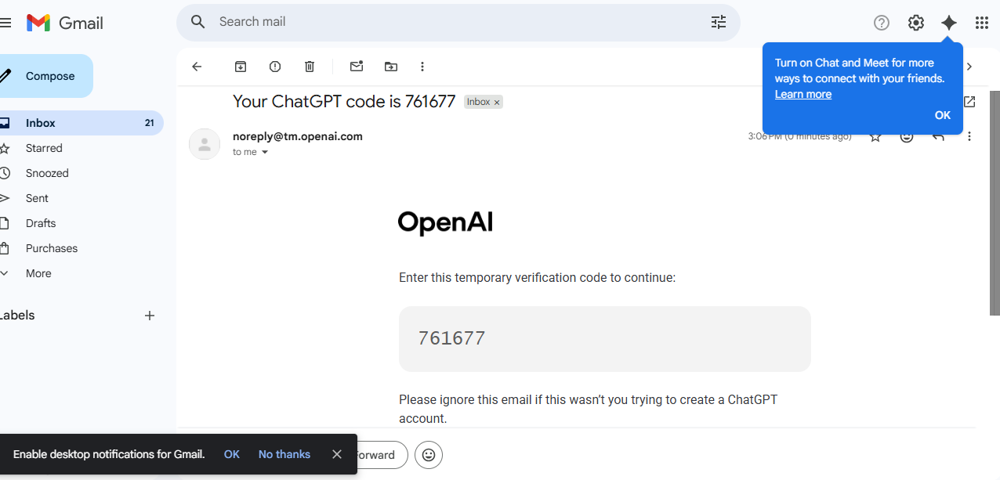 Gmail
Search mail
Turn on Chat and Meet for more
ways to connect with your friends.
Learn more
OK
Compose
Inbox 21
Starred
Snoozed
Sent
Drafts
Purchases
More
Labels
Your ChatGPT code is 761677 Inbox ×
noreply@tm.openai.com
3:06 PM (0 minutes ago)
to me
OpenAI
Enter this temporary verification code to continue:
761677
Please ignore this email if this wasn’t you trying to create a ChatGPT
account.
Enable desktop notifications for Gmail. OK No thanks
Forward